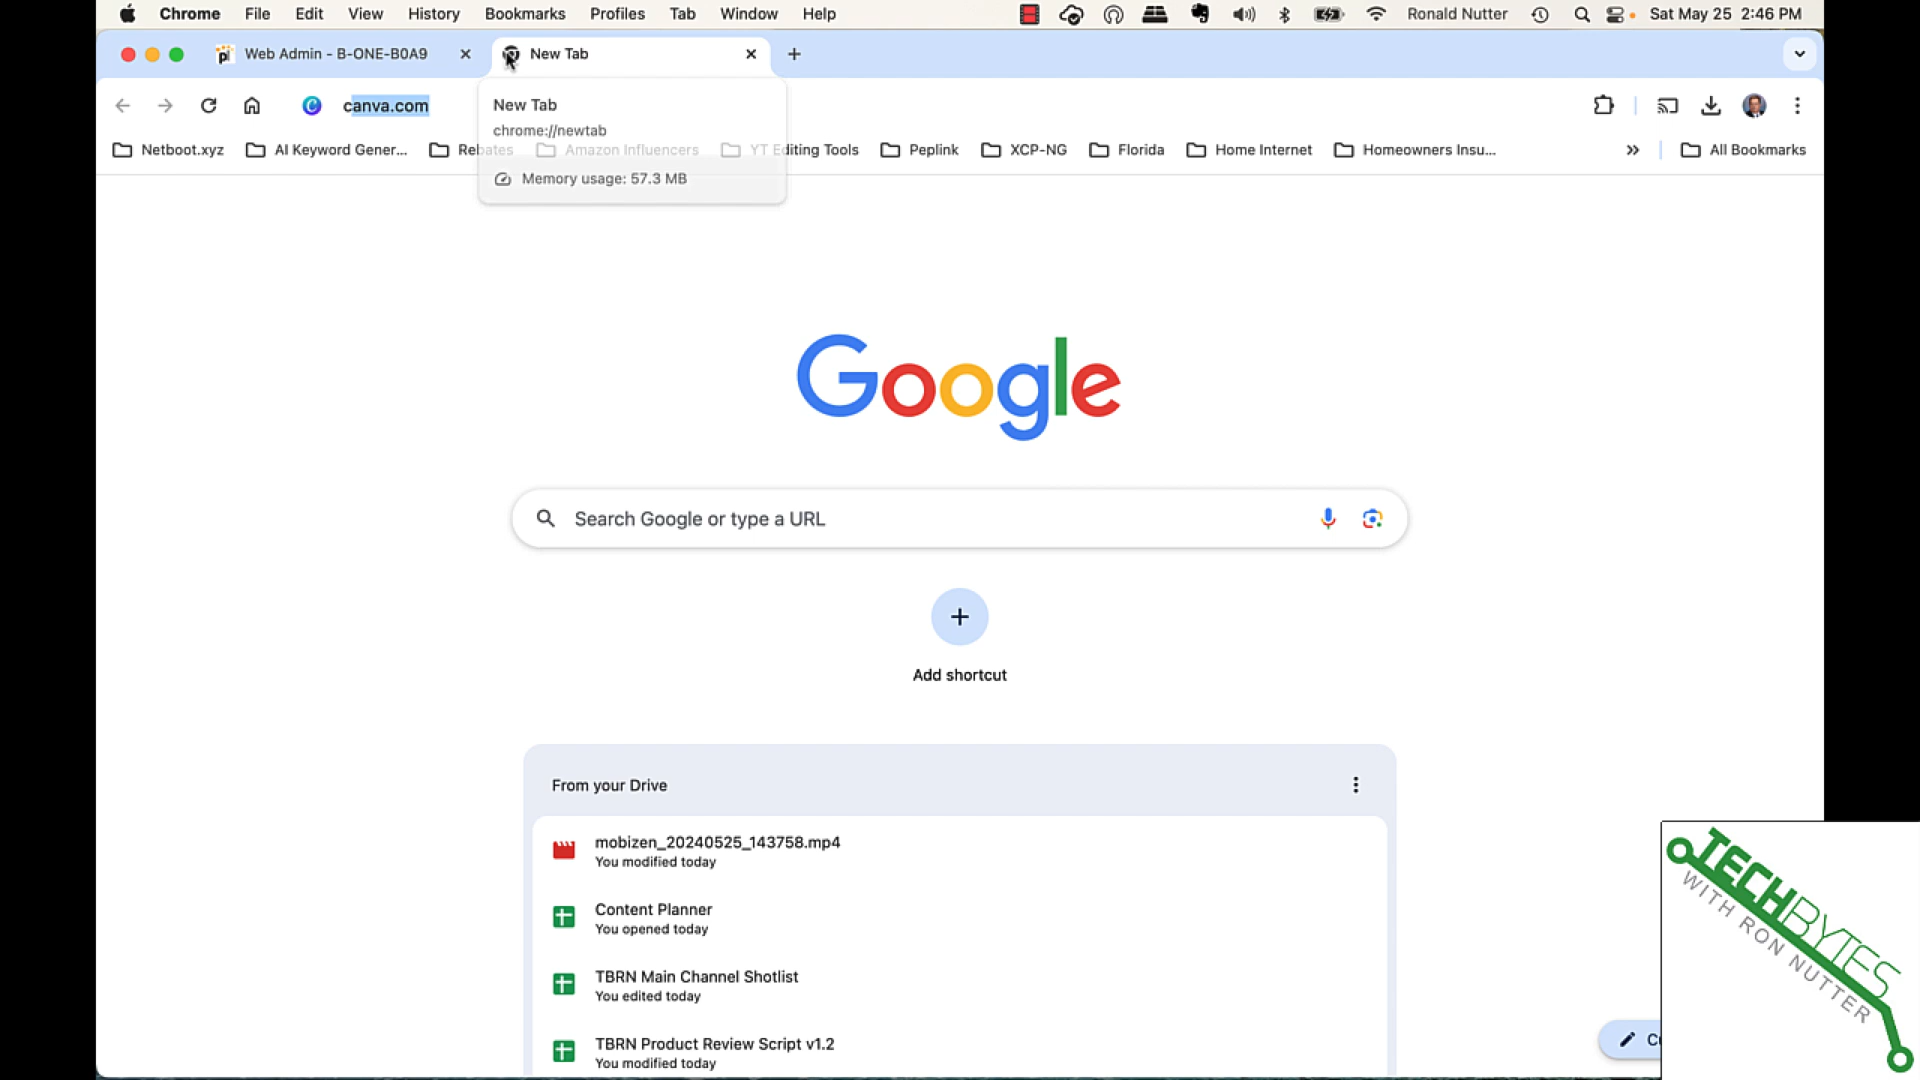 Chrome File Edit View History Bookmarks Profiles Tab Window Help Ronald Nutter Sat May 25 2:46 PM
Web Admin - B-ONE-B0A9 New Tab
canva.com
New Tab
chrome://newtab
Netboot.xyz AI Keyword Gener... Rebates Amazon Influencers YT Editing Tools Peplink XCP-NG Florida Home Internet Homeowners Insu... All Bookmarks
Memory usage: 57.3 MB
Google
Search Google or type a URL
Add shortcut
From your Drive
mobizen_20240525_143758.mp4
You modified today
Content Planner
You opened today
TBRN Main Channel Shotlist
You edited today
TBRN Product Review Script v1.2
You modified today
TECHBYTES
WITH RON NUTTER